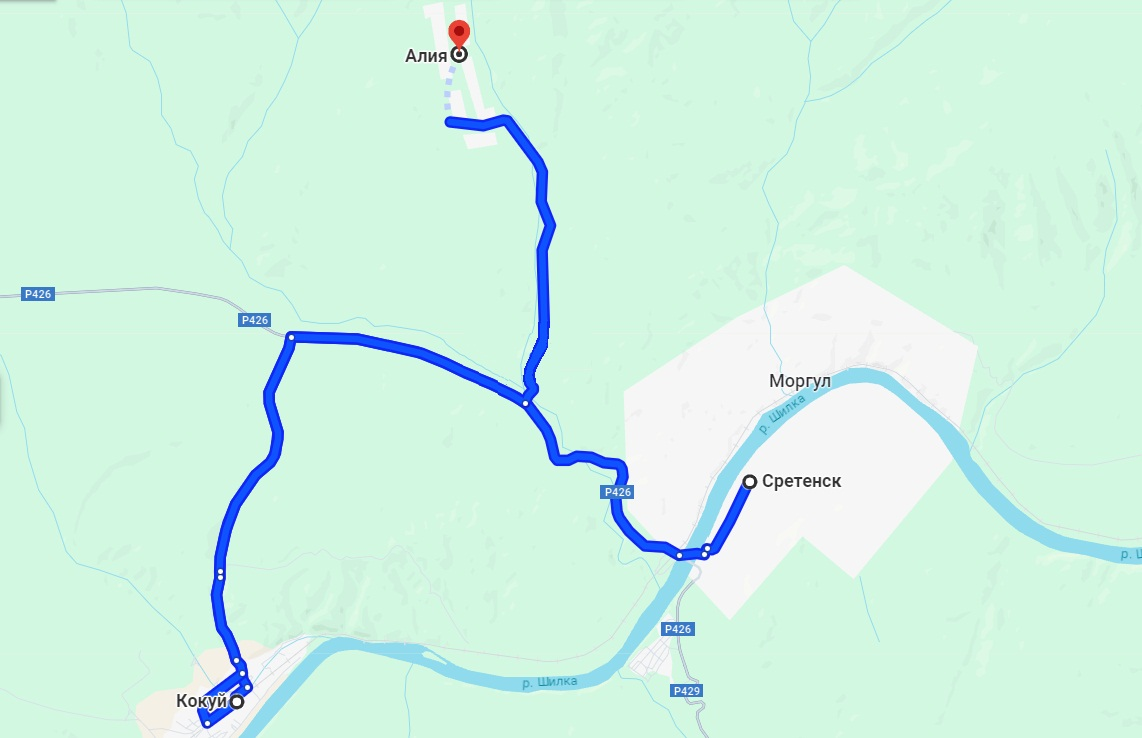 Алия
Р426
Р426
Моргул
р. Шилка
Сретенск
Р426
р. Ш
Р426
р. Шилка
Р429
Кокуй